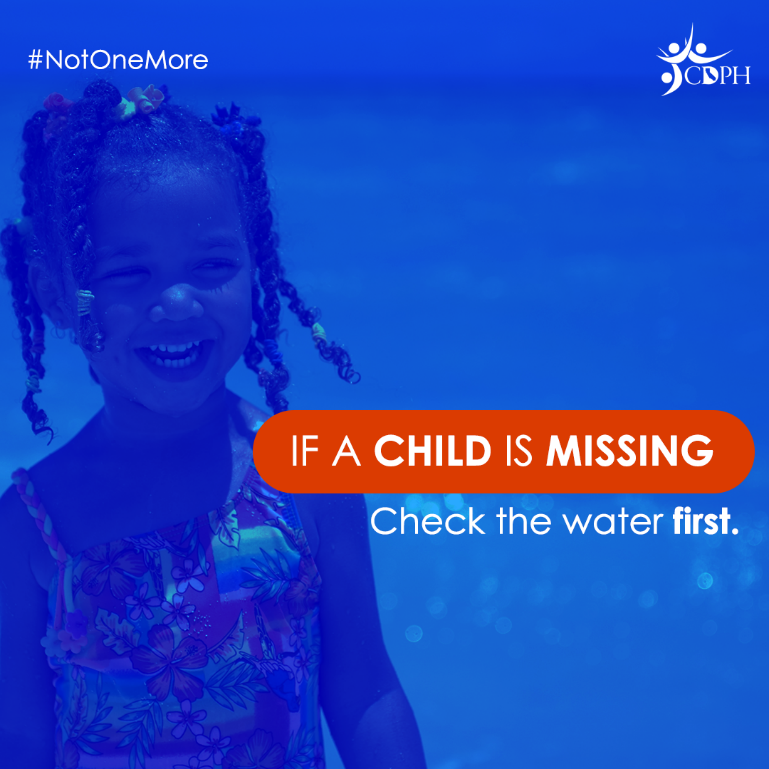 #NotOneMore
CDPH
IF A CHILD IS MISSING
Check the water first.